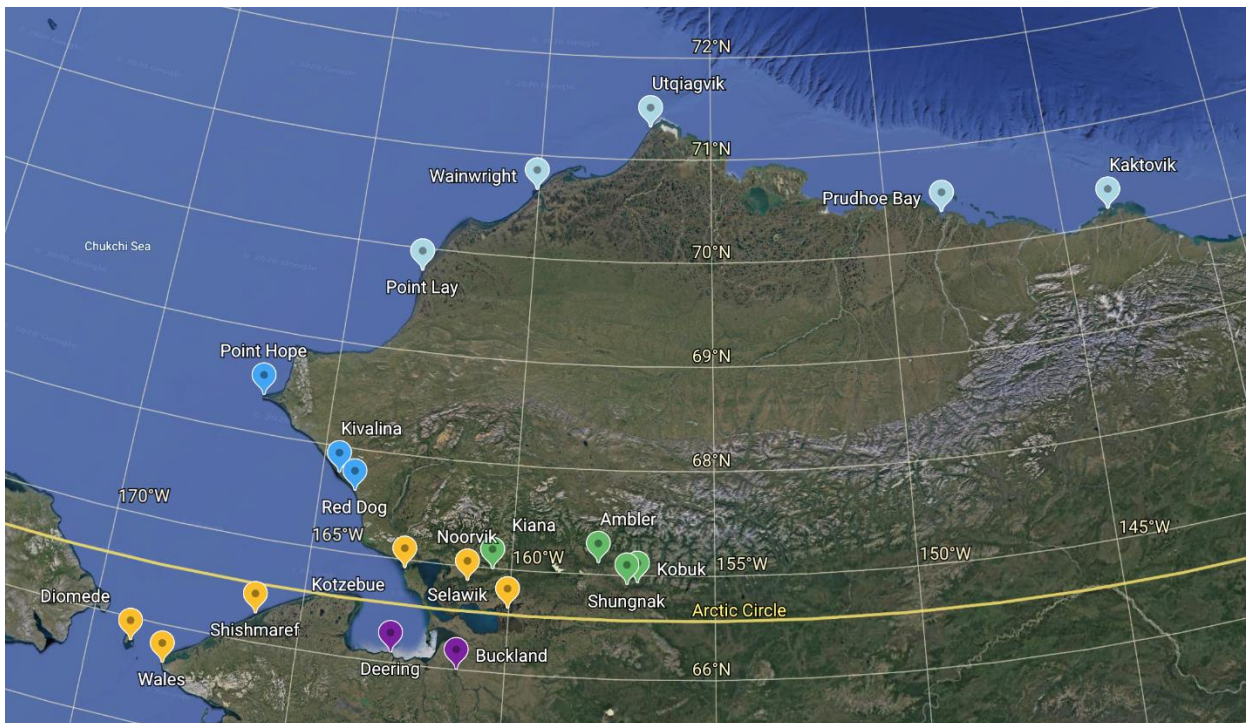 72°N
Utqiagvik
71°N
Wainwright
Kaktovik
Prudhoe Bay
Chukchi Sea
70°N
Point Lay
Point Hope
69°N
Kivalina
68°N
170°W
Red Dog
165°W
Noorvik
Kiana
Ambler
160°W
155°W
150°W
145°W
Kobuk
Kotzebue
Selawik
Shungnak
Diomede
Arctic Circle
Shishmaref
Wales
Deering
Buckland
66°N